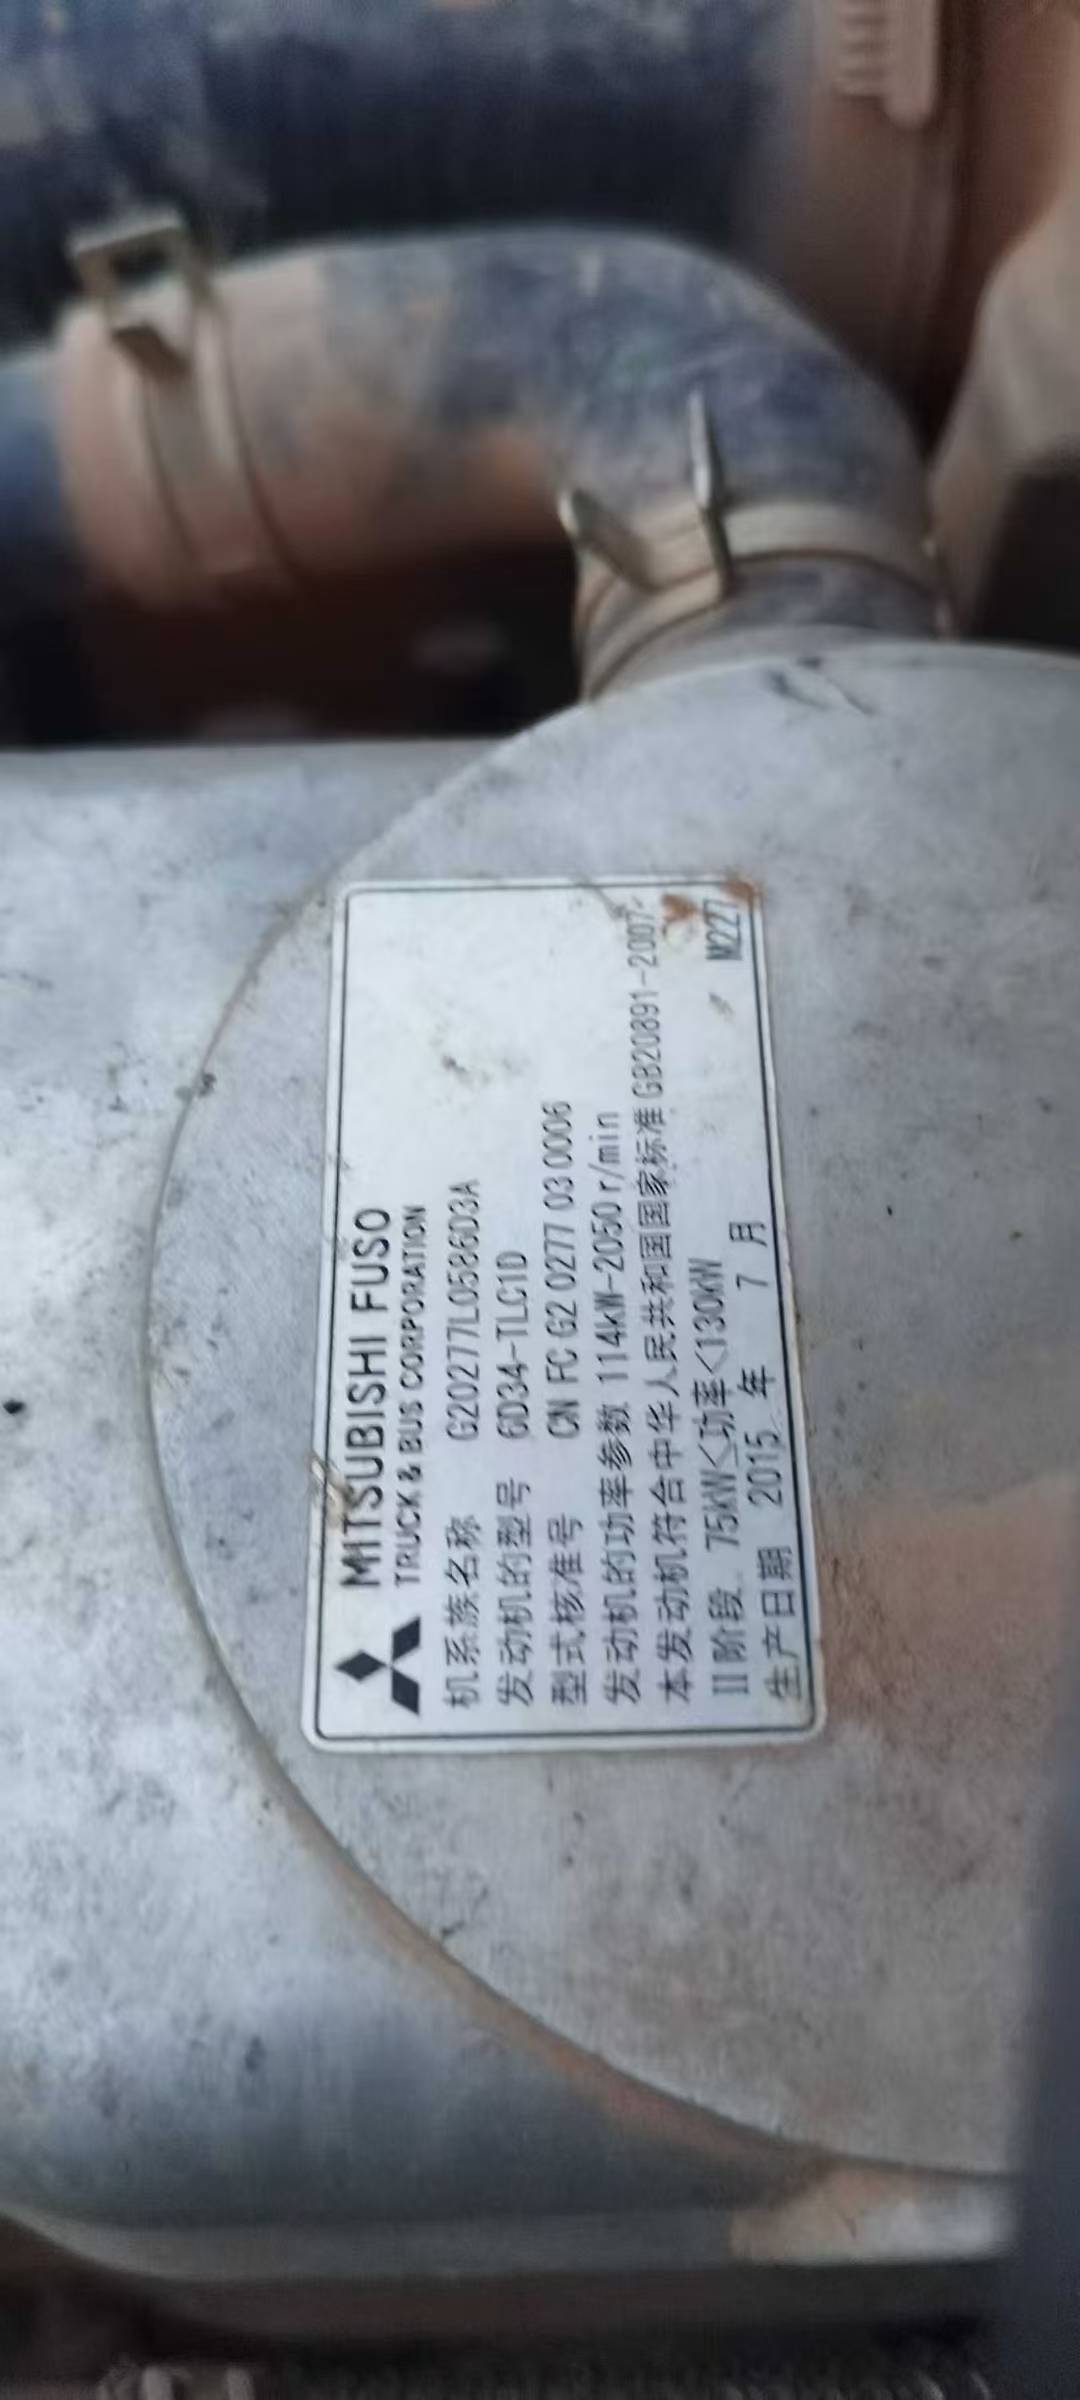 MITSUBISHI FUSO
TRUCK & BUS CORPORATION
机系族名称 G20277L0586D3A
发动机的型号 6D34-TLC1D
型式核准号 CN FC G2 0277 03 0006
发动机的功率参数 114kW-2050 r/min
本发动机符合中华人民共和国国家标准 GB20891-2007-
II 阶段 75kW≤功率<130kW
生产日期 2015 年 7 月 M227